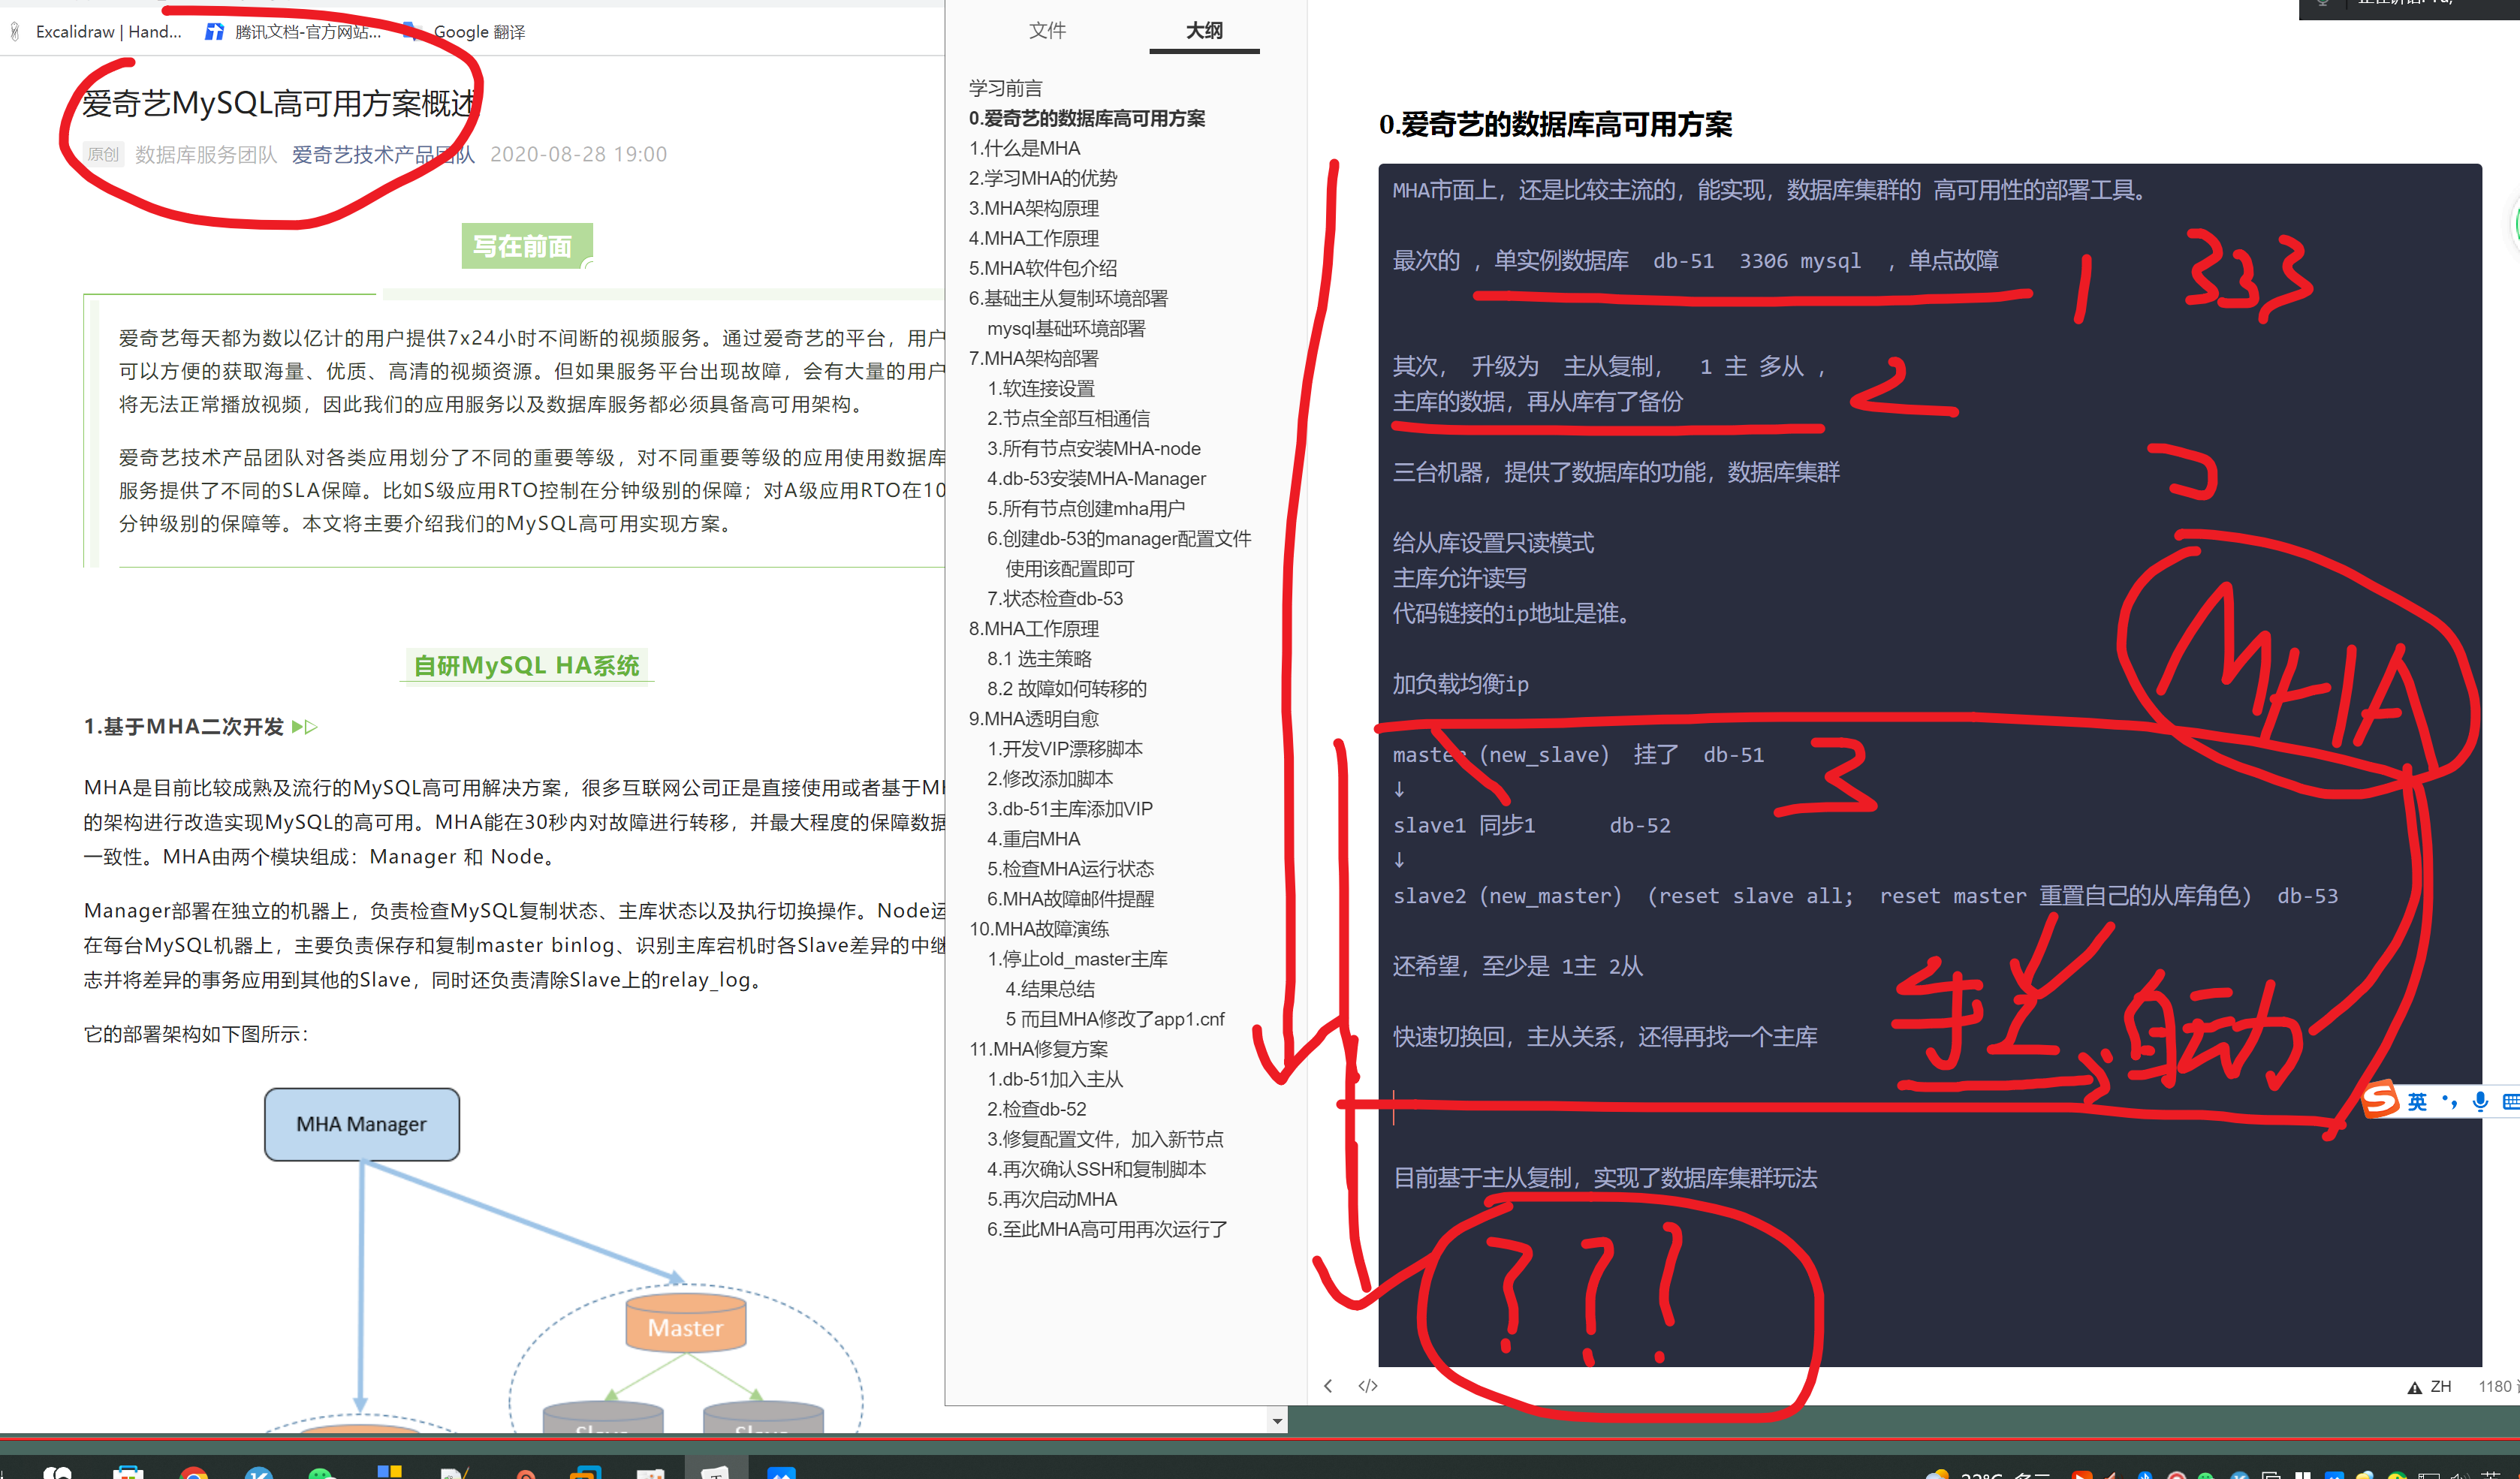 Excalidraw | Hand...
腾讯文档-官方网站...
Google 翻译
爱奇艺MySQL高可用方案概述
原创 数据库服务团队 爱奇艺技术产品团队 2020-08-28 19:00
写在前面
爱奇艺每天都为数以亿计的用户提供7x24小时不间断的视频服务。通过爱奇艺的平台，用户
可以方便的获取海量、优质、高清的视频资源。但如果服务平台出现故障，会有大量的用户
将无法正常播放视频，因此我们的应用服务以及数据库服务都必须具备高可用架构。
爱奇艺技术产品团队对各类应用划分了不同的重要等级，对不同重要等级的应用使用数据库
服务提供了不同的SLA保障。比如S级应用RTO控制在分钟级别的保障；对A级应用RTO在10
分钟级别的保障等。本文将主要介绍我们的MySQL高可用实现方案。
自研MySQL HA系统
1.基于MHA二次开发
MHA是目前比较成熟及流行的MySQL高可用解决方案，很多互联网公司正是直接使用或者基于MH
的架构进行改造实现MySQL的高可用。MHA能在30秒内对故障进行转移，并最大程度的保障数据
一致性。MHA由两个模块组成：Manager 和 Node。
Manager部署在独立的机器上，负责检查MySQL复制状态、主库状态以及执行切换操作。Node运
在每台MySQL机器上，主要负责保存和复制master binlog、识别主库宕机时各Slave差异的中继
志并将差异的事务应用到其他的Slave，同时还负责清除Slave上的relay_log。
它的部署架构如下图所示：
MHA Manager
Master
文件
大纲
学习前言
0.爱奇艺的数据库高可用方案
1.什么是MHA
2.学习MHA的优势
3.MHA架构原理
4.MHA工作原理
5.MHA软件包介绍
6.基础主从复制环境部署
mysql基础环境部署
7.MHA架构部署
1.软连接设置
2.节点全部互相通信
3.所有节点安装MHA-node
4.db-53安装MHA-Manager
5.所有节点创建mha用户
6.创建db-53的manager配置文件
使用该配置即可
7.状态检查db-53
8.MHA工作原理
8.1 选主策略
8.2 故障如何转移的
9.MHA透明自愈
1.开发VIP漂移脚本
2.修改添加脚本
3.db-51主库添加VIP
4.重启MHA
5.检查MHA运行状态
6.MHA故障邮件提醒
10.MHA故障演练
1.停止old_master主库
4.结果总结
5 而且MHA修改了app1.cnf
11.MHA修复方案
1.db-51加入主从
2.检查db-52
3.修复配置文件，加入新节点
4.再次确认SSH和复制脚本
5.再次启动MHA
6.至此MHA高可用再次运行了
0.爱奇艺的数据库高可用方案
MHA市面上，还是比较主流的，能实现，数据库集群的 高可用性的部署工具。
最次的 ，单实例数据库 db-51 3306 mysql ，单点故障
1
333
其次， 升级为 主从复制， 1 主 多从 ，
主库的数据，再从库有了备份
2
三台机器，提供了数据库的功能，数据库集群
给从库设置只读模式
主库允许读写
代码链接的ip地址是谁。
MHA
加负载均衡ip
master（new_slave） 挂了 db-51
3
↓
slave1 同步1 db-52
↓
slave2（new_master）（reset slave all; reset master 重置自己的从库角色） db-53
还希望，至少是 1主 2从
快速切换回，主从关系，还得再找一个主库
自动
目前基于主从复制，实现了数据库集群玩法
? ? ?
英
</> ZH 1180